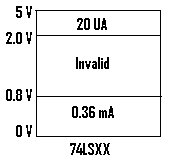 5 V
20 UA
2.0 V
Invalid
0.8 V
0.36 mA
0 V
74LSXX